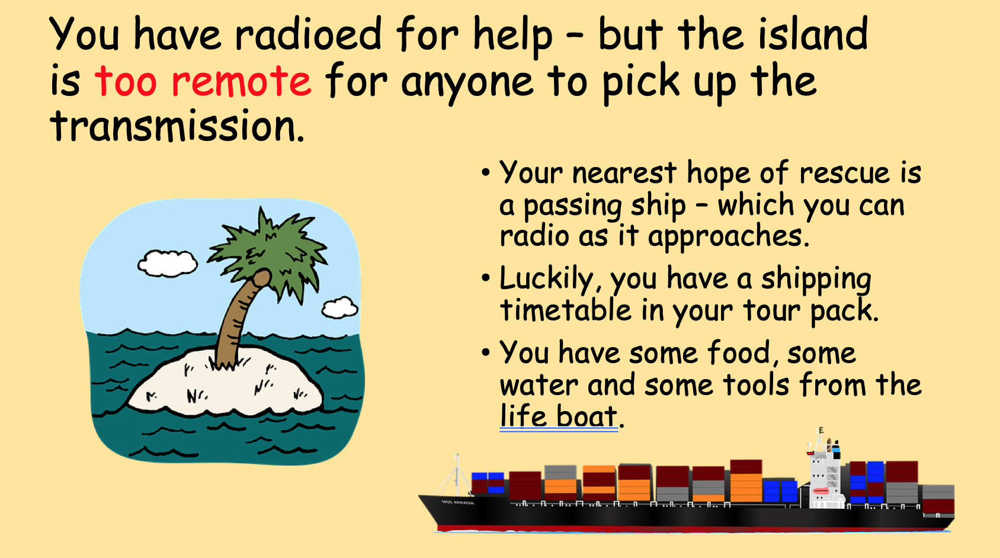 You have radioed for help – but the island
is too remote for anyone to pick up the
transmission.
• Your nearest hope of rescue is
a passing ship – which you can
radio as it approaches.
• Luckily, you have a shipping
timetable in your tour pack.
• You have some food, some
water and some tools from the
life boat.
MSS ARKADIA